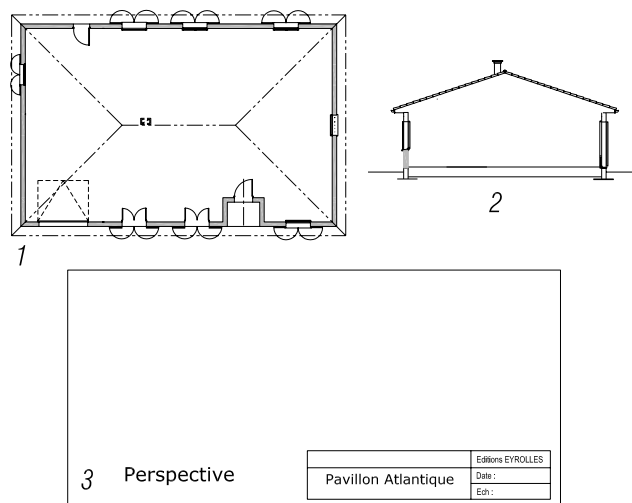 1
2
3 Perspective
Editions EYROLLES
Pavillon Atlantique
Date :
Ech :